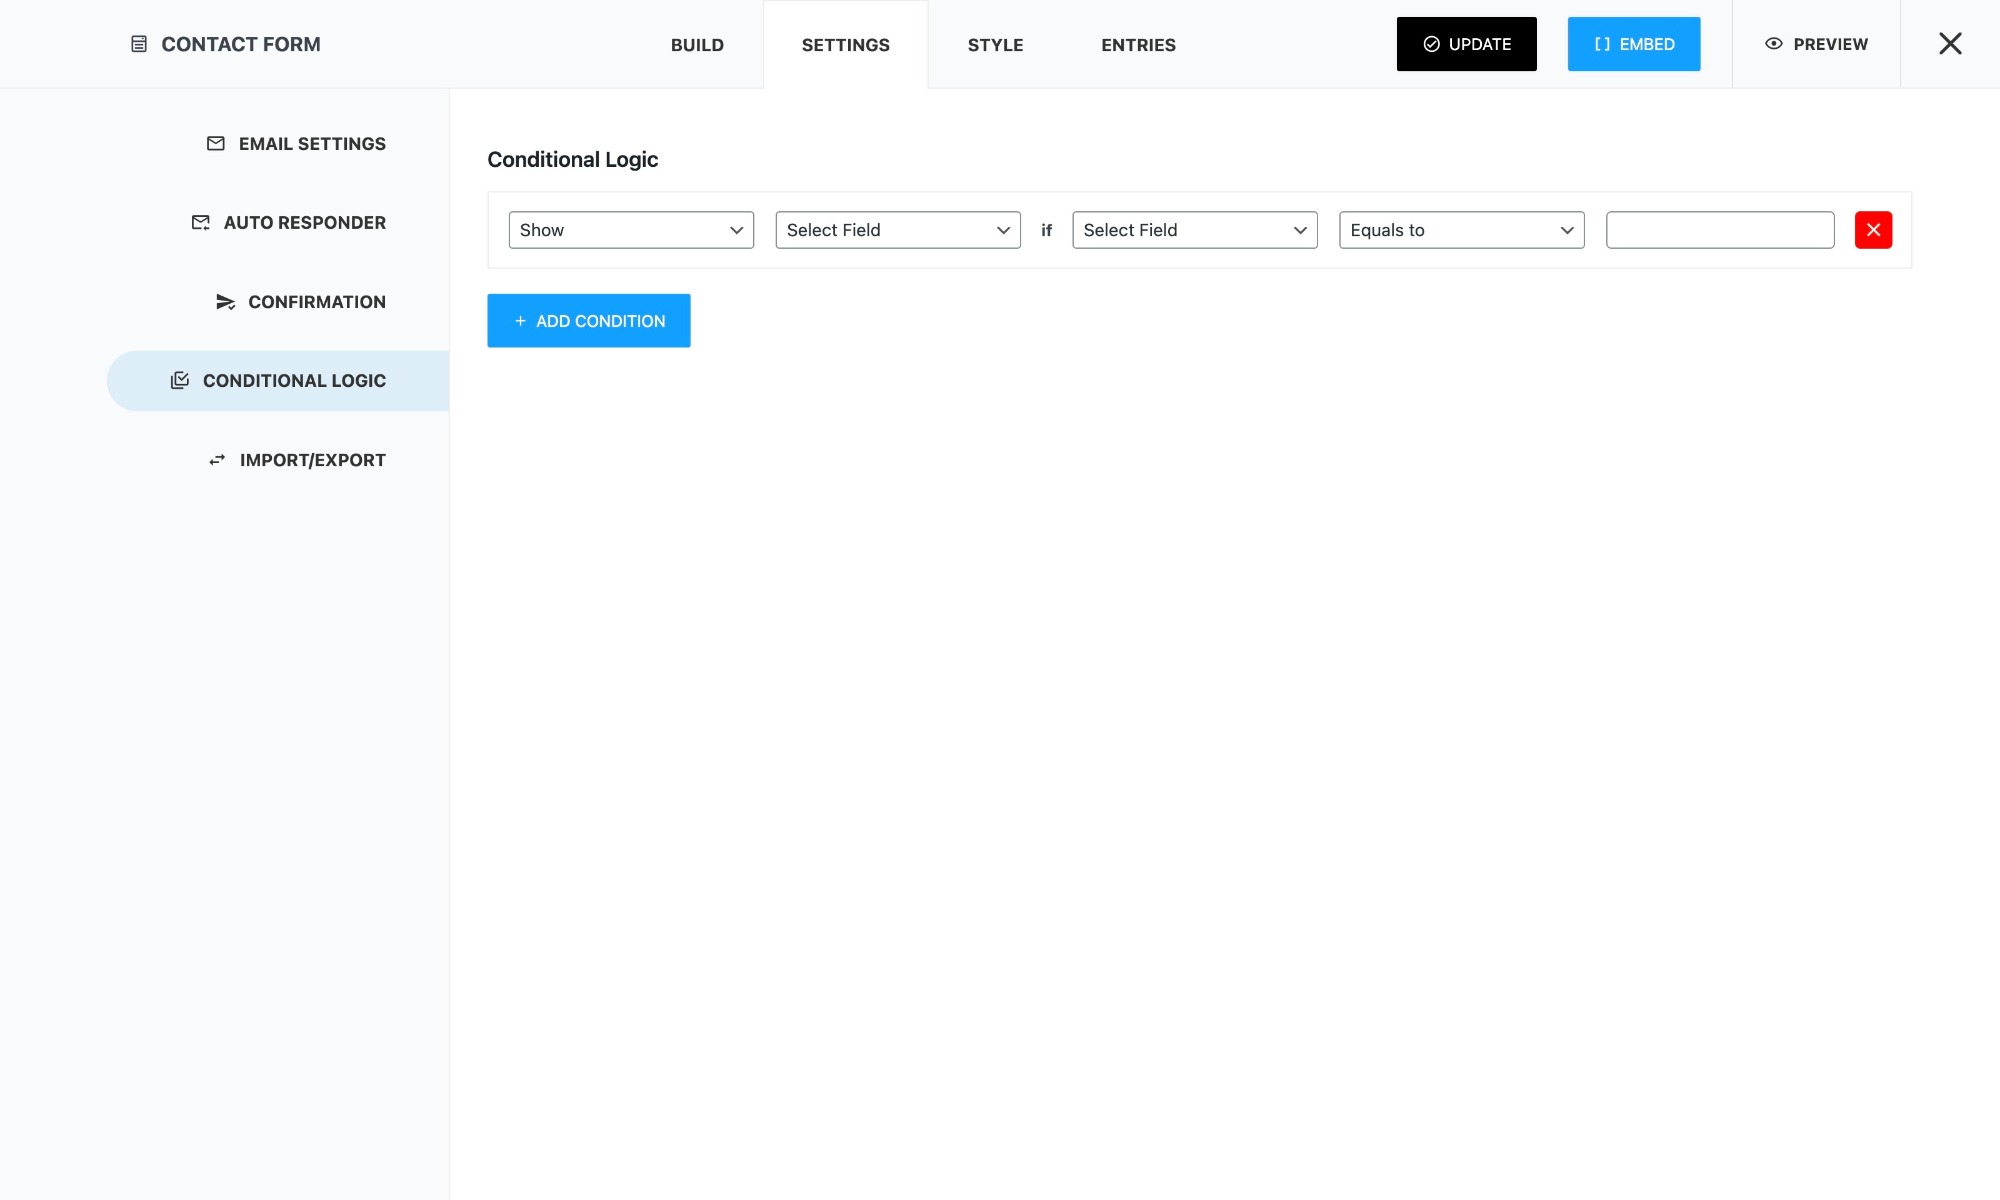 CONTACT FORM
BUILD
SETTINGS
STYLE
ENTRIES
UPDATE
[ ] EMBED
PREVIEW
EMAIL SETTINGS
AUTO RESPONDER
CONFIRMATION
CONDITIONAL LOGIC
IMPORT/EXPORT
Conditional Logic
Show
Select Field
if
Select Field
Equals to
+ ADD CONDITION